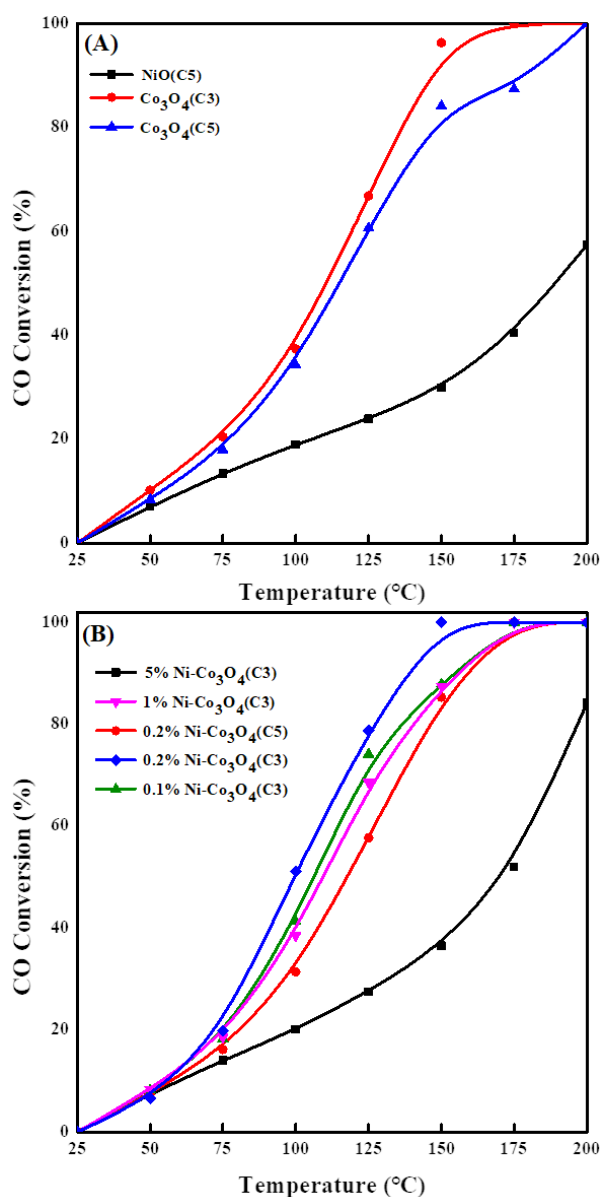 (A)
NiO(C5)
Co3O4(C3)
Co3O4(C5)
100
80
60
40
20
0
CO Conversion (%)
25 50 75 100 125 150 175 200
Temperature (°C)
(B)
5% Ni-Co3O4(C3)
1% Ni-Co3O4(C3)
0.2% Ni-Co3O4(C5)
0.2% Ni-Co3O4(C3)
0.1% Ni-Co3O4(C3)
100
80
60
40
20
0
CO Conversion (%)
25 50 75 100 125 150 175 200
Temperature (°C)